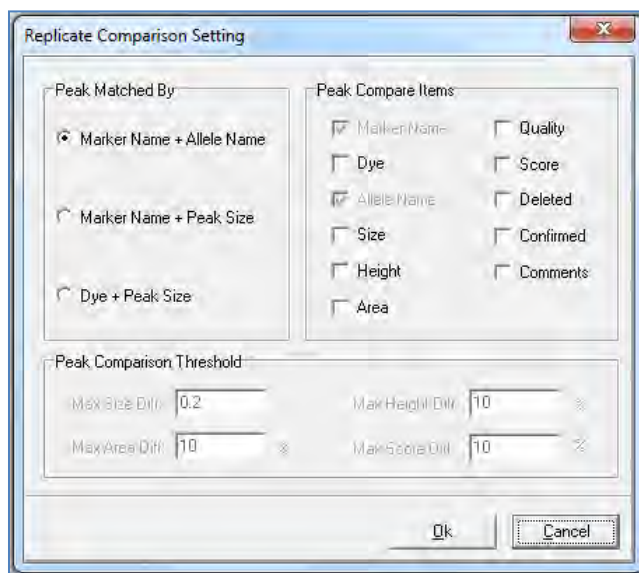 Replicate Comparison Setting
Peak Matched By
Marker Name + Allele Name
Marker Name + Peak Size
Dye + Peak Size
Peak Compare Items
Marker Name
Dye
Allele Name
Size
Height
Area
Quality
Score
Deleted
Confirmed
Comments
Peak Comparison Threshold
Max Size Diff. 0.2
Max Height Diff. 10 %
Max Area Diff. 10 %
Max Score Diff. 10 %
Ok
Cancel